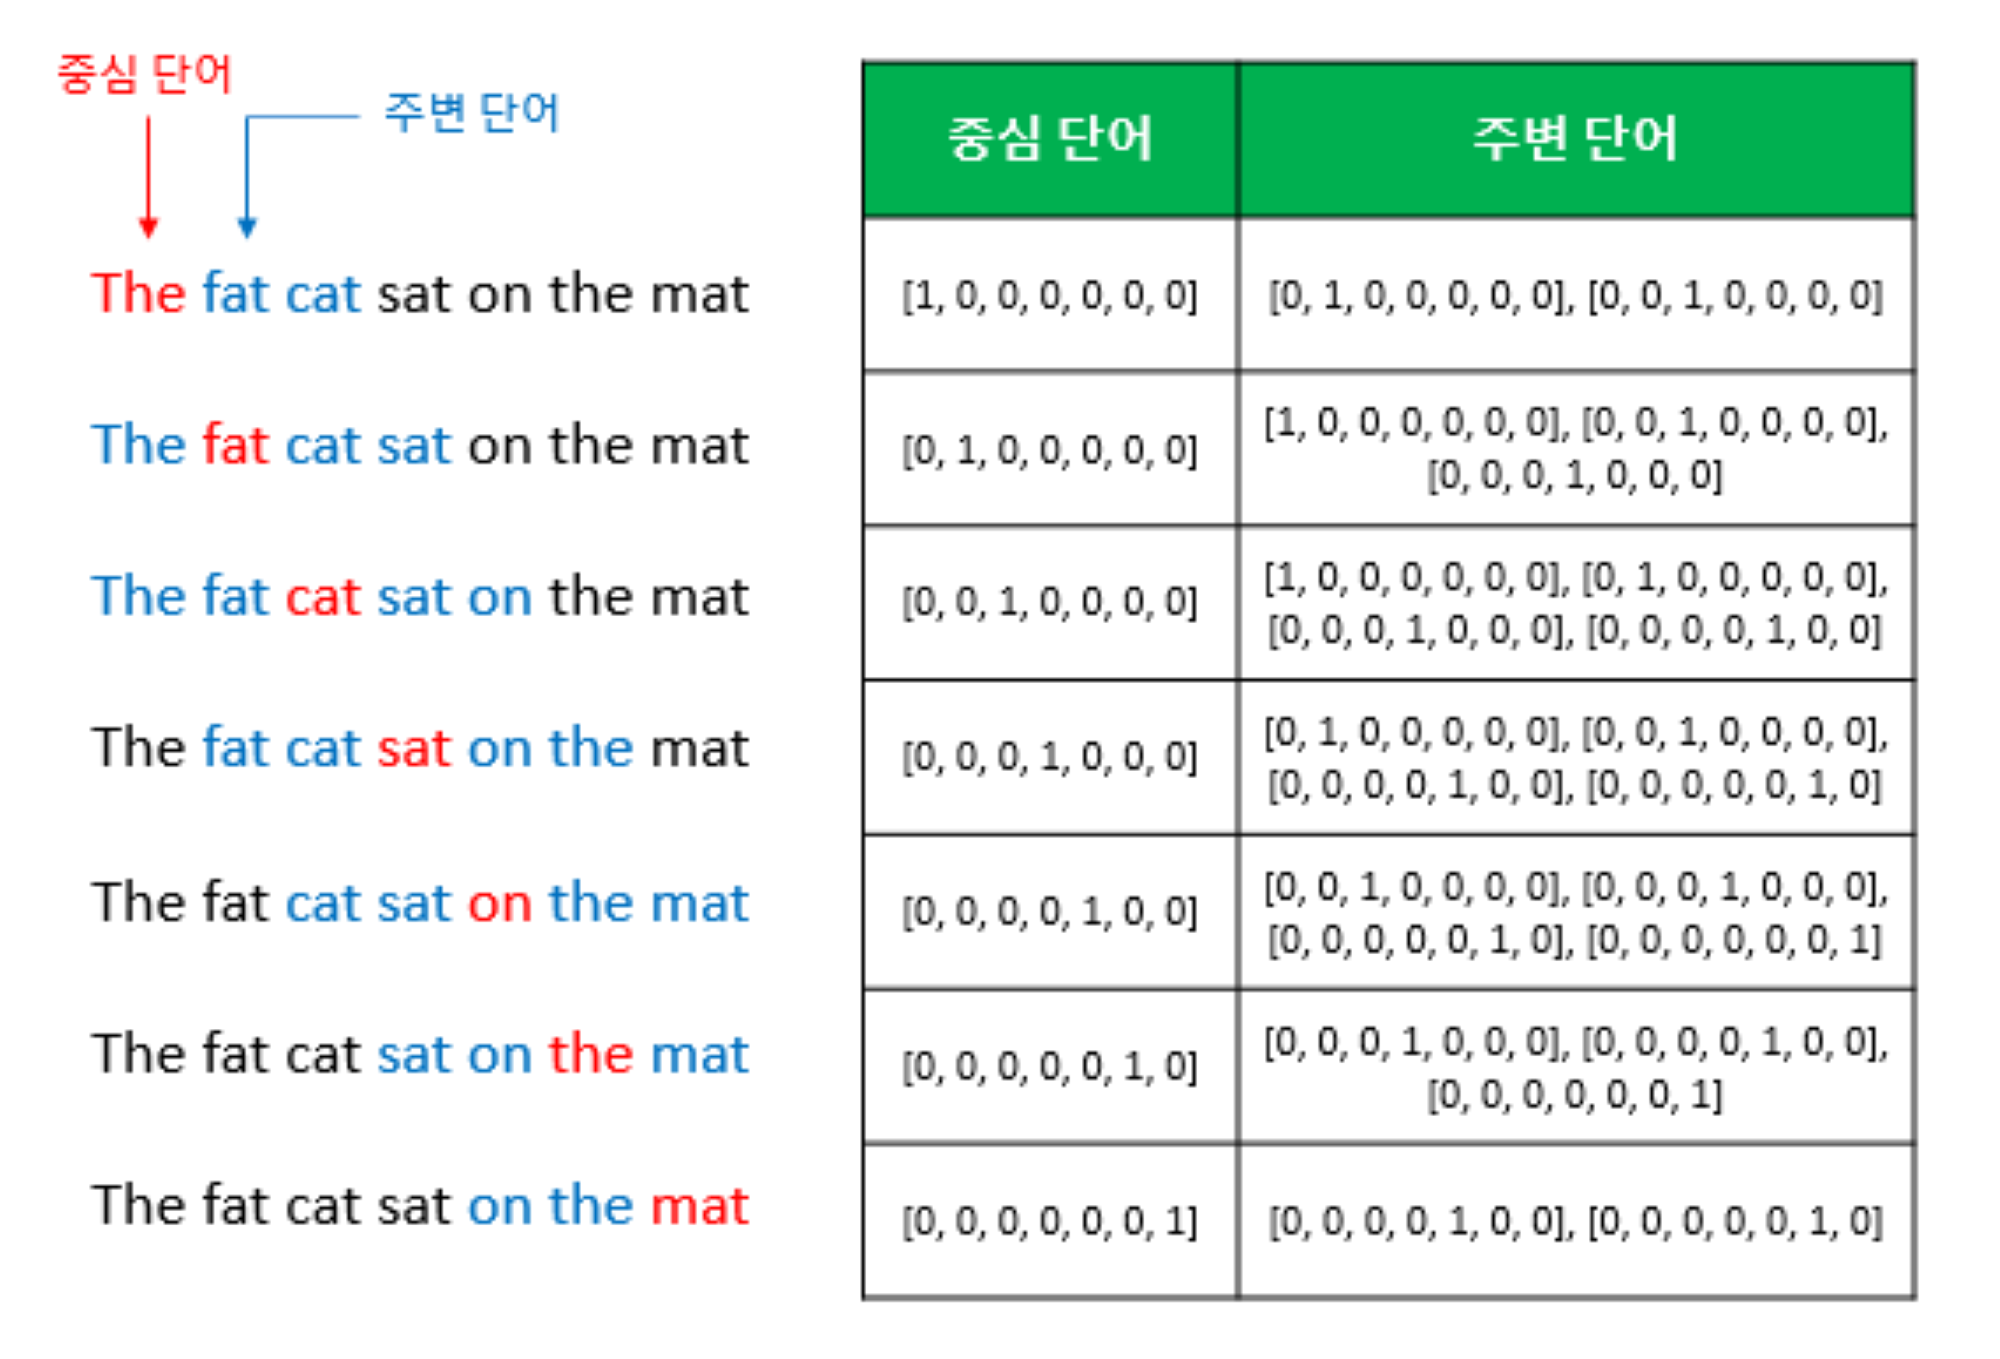 중심 단어
주변 단어
The fat cat sat on the mat
The fat cat sat on the mat
The fat cat sat on the mat
The fat cat sat on the mat
The fat cat sat on the mat
The fat cat sat on the mat
The fat cat sat on the mat
중심 단어 주변 단어
[1, 0, 0, 0, 0, 0, 0] [0, 1, 0, 0, 0, 0, 0], [0, 0, 1, 0, 0, 0, 0]
[0, 1, 0, 0, 0, 0, 0] [1, 0, 0, 0, 0, 0, 0], [0, 0, 1, 0, 0, 0, 0],
[0, 0, 0, 1, 0, 0, 0]
[0, 0, 1, 0, 0, 0, 0] [1, 0, 0, 0, 0, 0, 0], [0, 1, 0, 0, 0, 0, 0],
[0, 0, 0, 1, 0, 0, 0], [0, 0, 0, 0, 1, 0, 0]
[0, 0, 0, 1, 0, 0, 0] [0, 1, 0, 0, 0, 0, 0], [0, 0, 1, 0, 0, 0, 0],
[0, 0, 0, 0, 1, 0, 0], [0, 0, 0, 0, 0, 1, 0]
[0, 0, 0, 0, 1, 0, 0] [0, 0, 1, 0, 0, 0, 0], [0, 0, 0, 1, 0, 0, 0],
[0, 0, 0, 0, 0, 1, 0], [0, 0, 0, 0, 0, 0, 1]
[0, 0, 0, 0, 0, 1, 0] [0, 0, 0, 1, 0, 0, 0], [0, 0, 0, 0, 1, 0, 0],
[0, 0, 0, 0, 0, 0, 1]
[0, 0, 0, 0, 0, 0, 1] [0, 0, 0, 0, 1, 0, 0], [0, 0, 0, 0, 0, 1, 0]